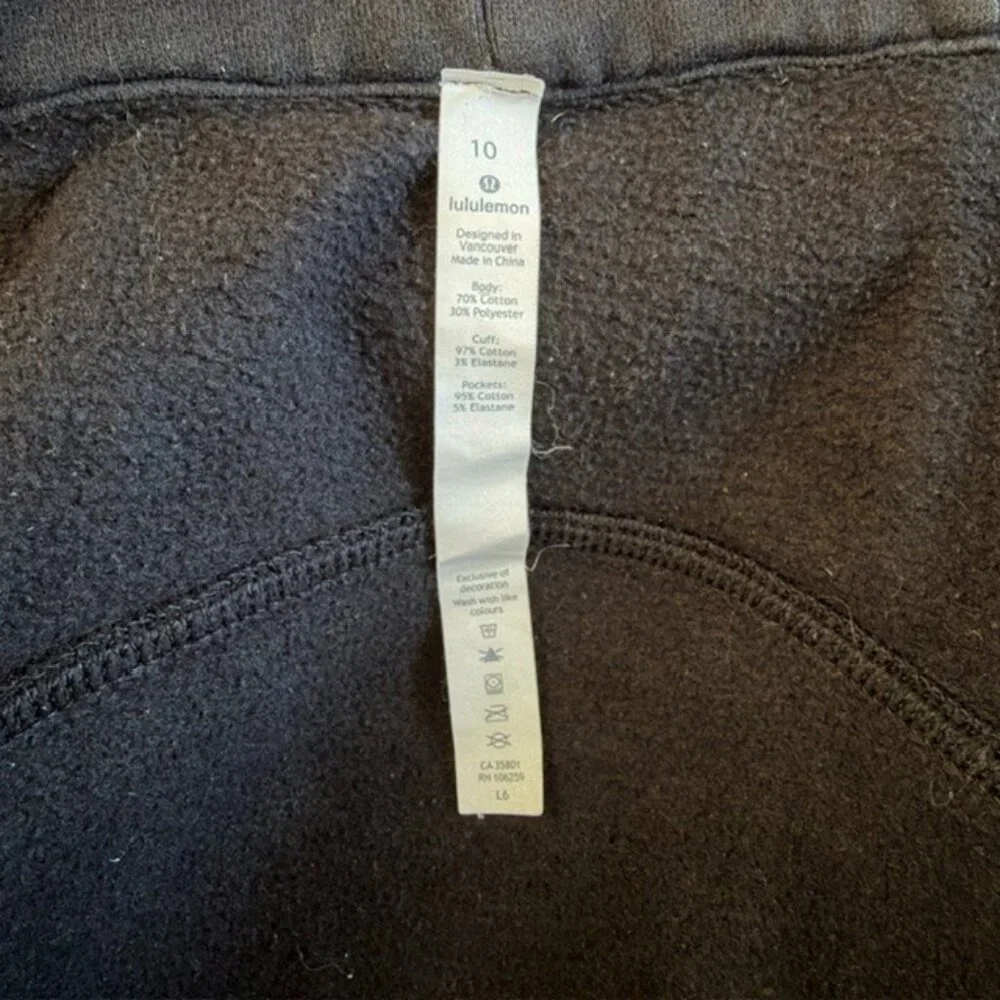 10
lululemon
Designed in
Vancouver
Made in China
Body:
70% Cotton
30% Polyester
Cuff:
97% Cotton
3% Elastane
Pockets:
95% Cotton
5% Elastane
Exclusive of
decoration
Wash with like
colours
CA 35801
RN 106259
L6